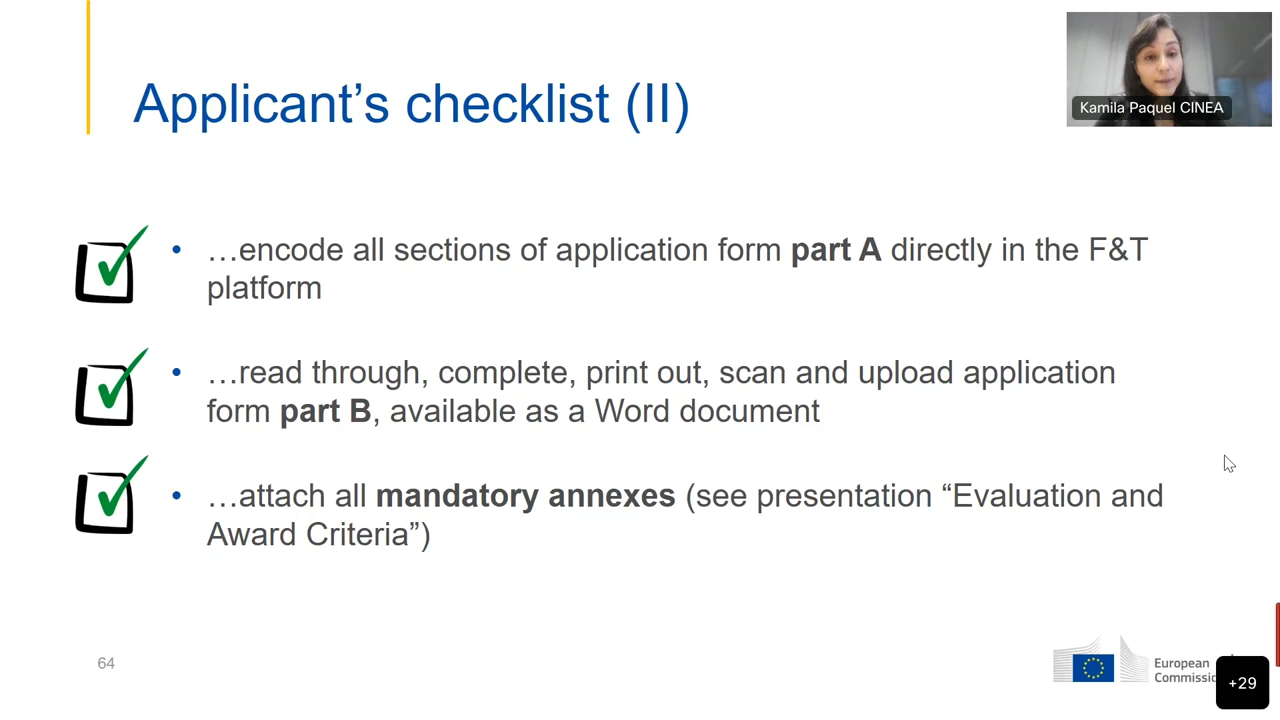 Applicant’s checklist (II)
Kamila Paquel CINEA
• …encode all sections of application form part A directly in the F&T
platform
• …read through, complete, print out, scan and upload application
form part B, available as a Word document
• …attach all mandatory annexes (see presentation “Evaluation and
Award Criteria”)
64
European
Commissi
+29